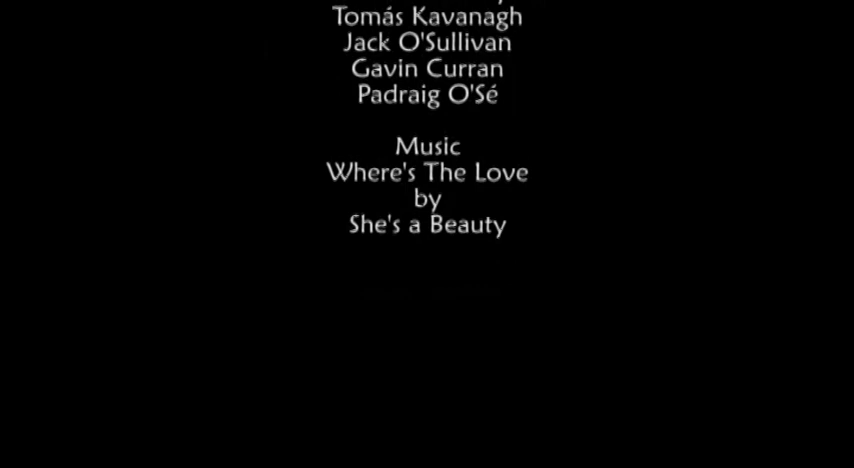 Tomás Kavanagh
Jack O'Sullivan
Gavin Curran
Padraig O'Sé
Music
Where's The Love
by
She's a Beauty